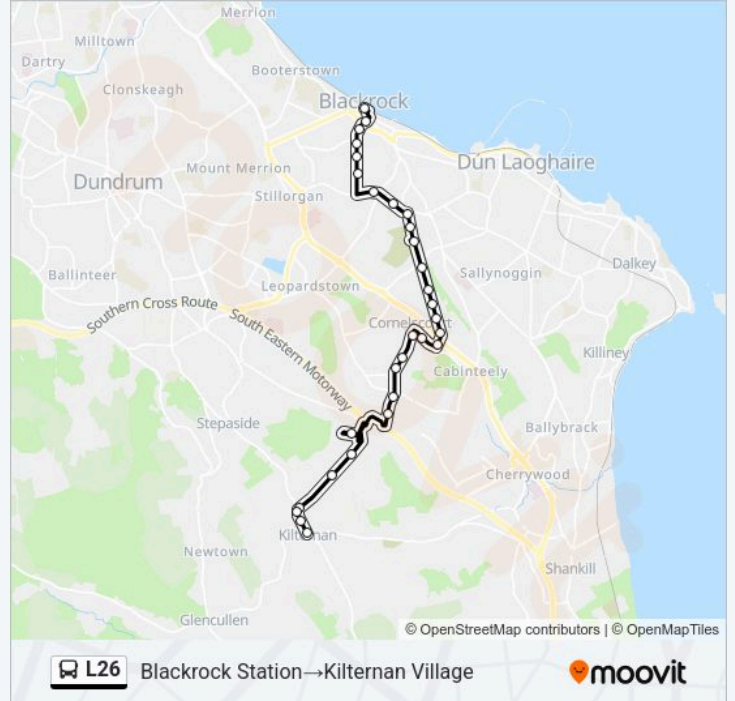 Merrion
Milltown
Dartry
Booterstown
Clonskeagh
Blackrock
Mount Merrion
Dún Laoghaire
Dundrum
Stillorgan
Ballinteer
Sallynoggin
Dalkey
Leopardstown
Southern Cross Route
South Eastern Motorway
Cornelscourt
Killiney
Cabinteely
Stepaside
Ballybrack
Cherrywood
Kilternan
Newtown
Shankill
Glencullen
© OpenStreetMap contributors | © OpenMapTiles
L26 Blackrock Station→Kilternan Village moovit